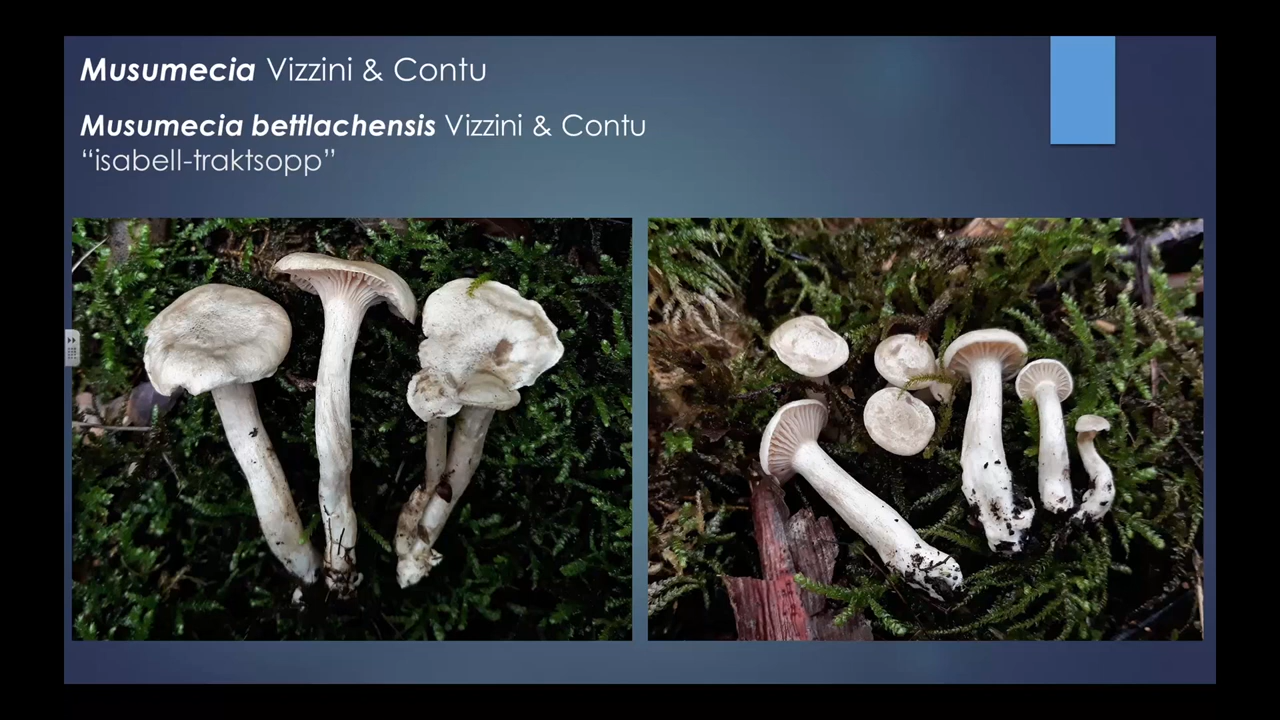 Musumecia Vizzini & Contu
Musumecia bettlachensis Vizzini & Contu
“isabell-traktsopp”